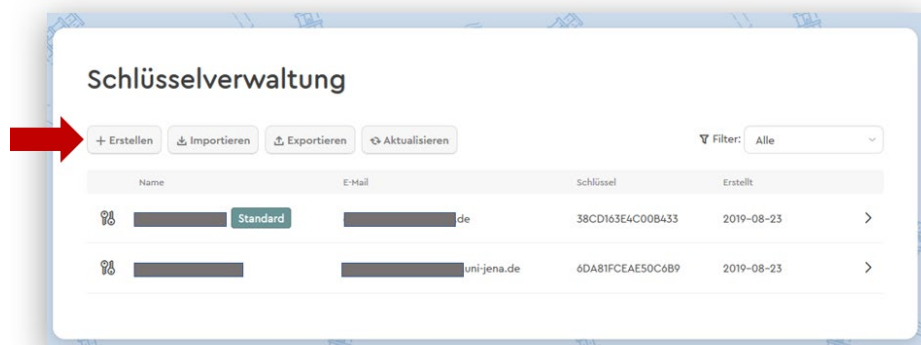 Schlüsselverwaltung
+ Erstellen Importieren Exportieren Aktualisieren Filter: Alle
Name E-Mail Schlüssel Erstellt
Standard de 38CD163E4C00B433 2019-08-23
uni-jena.de 6DA81FCEAE50C6B9 2019-08-23